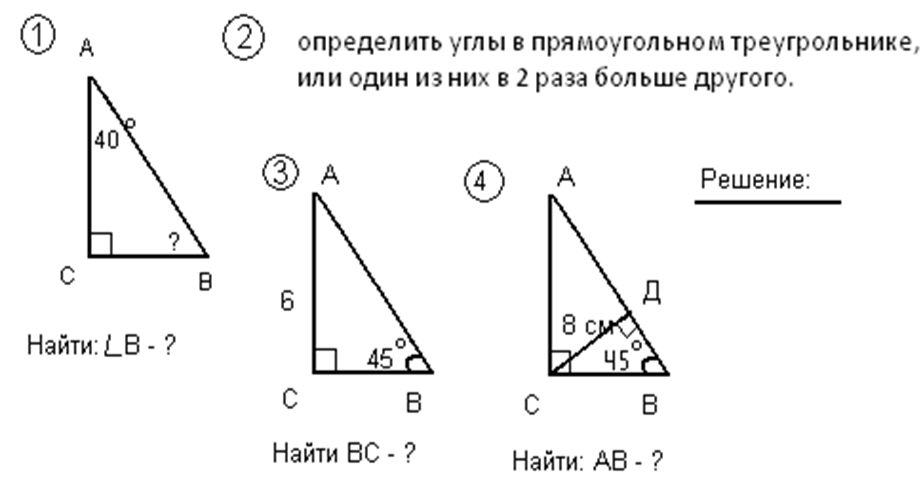 1
А
40°
?
С
В
Найти: ∠В - ?
2
определить углы в прямоугольном треугрольнике,
или один из них в 2 раза больше другого.
3
А
6
45°
С
В
Найти ВС - ?
4
А
Д
8 см
45°
С
В
Найти: АВ - ?
Решение: